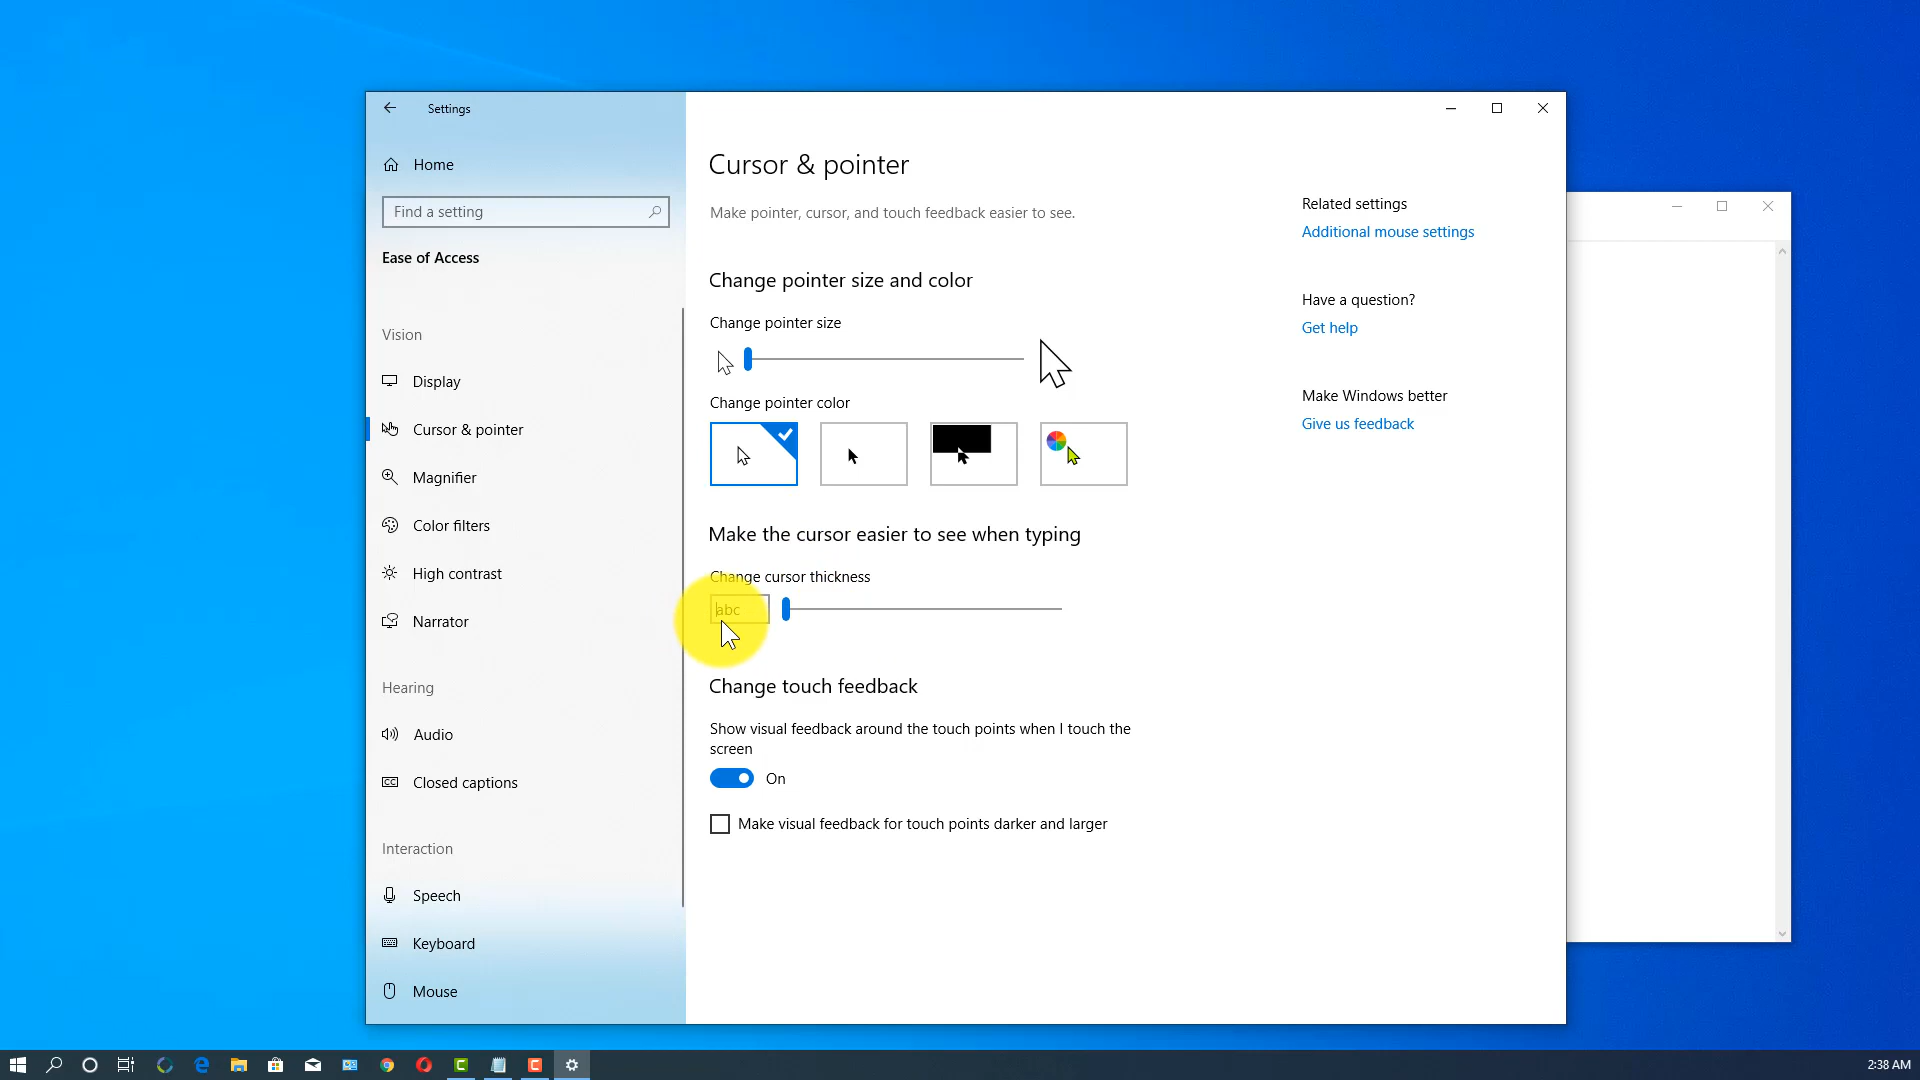 Settings
Home
Find a setting
Ease of Access
Vision
Display
Cursor & pointer
Magnifier
Color filters
High contrast
Narrator
Hearing
Audio
Closed captions
Interaction
Speech
Keyboard
Mouse
Cursor & pointer
Make pointer, cursor, and touch feedback easier to see.
Change pointer size and color
Change pointer size
Change pointer color
Make the cursor easier to see when typing
Change cursor thickness
abc
Change touch feedback
Show visual feedback around the touch points when I touch the
screen
On
Make visual feedback for touch points darker and larger
Related settings
Additional mouse settings
Have a question?
Get help
Make Windows better
Give us feedback
2:38 AM